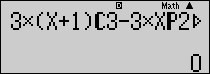 D Math ▲
3×(X+1)C3-3×XP2▷
0